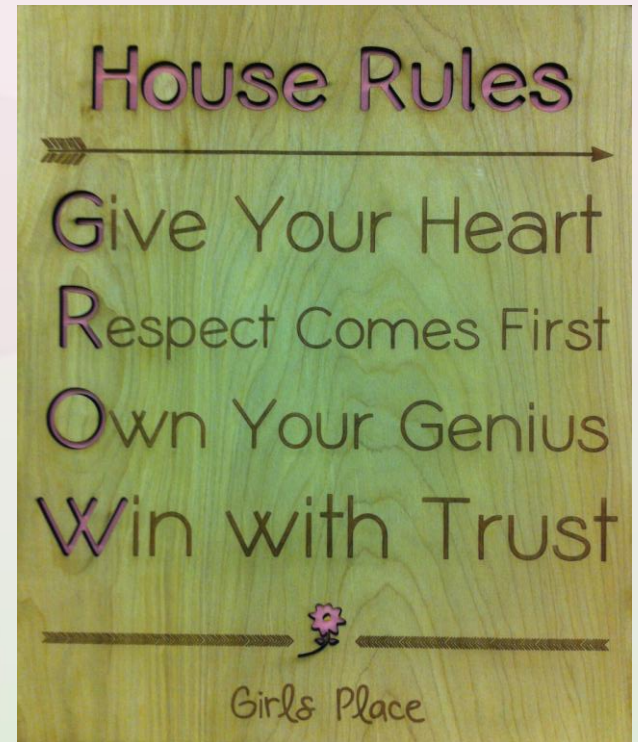 House Rules
Give Your Heart
Respect Comes First
Own Your Genius
Win with Trust
Girls Place